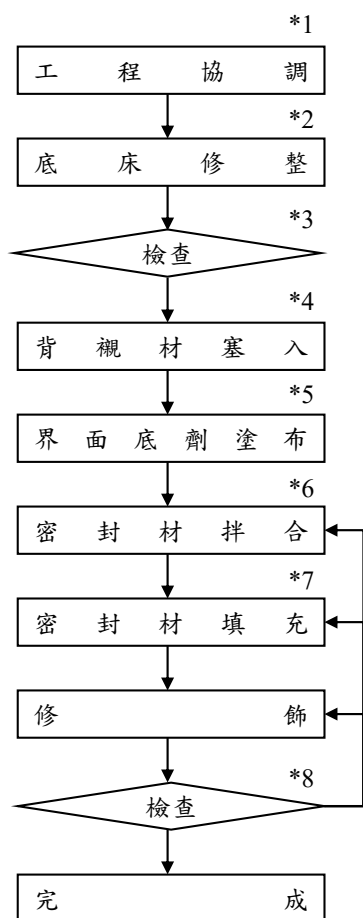 *1
工程協調
*2
底床修整
*3
檢查
*4
背襯材塞入
*5
界面底劑塗布
*6
密封材拌合
*7
密封材填充
修飾
*8
檢查
完成